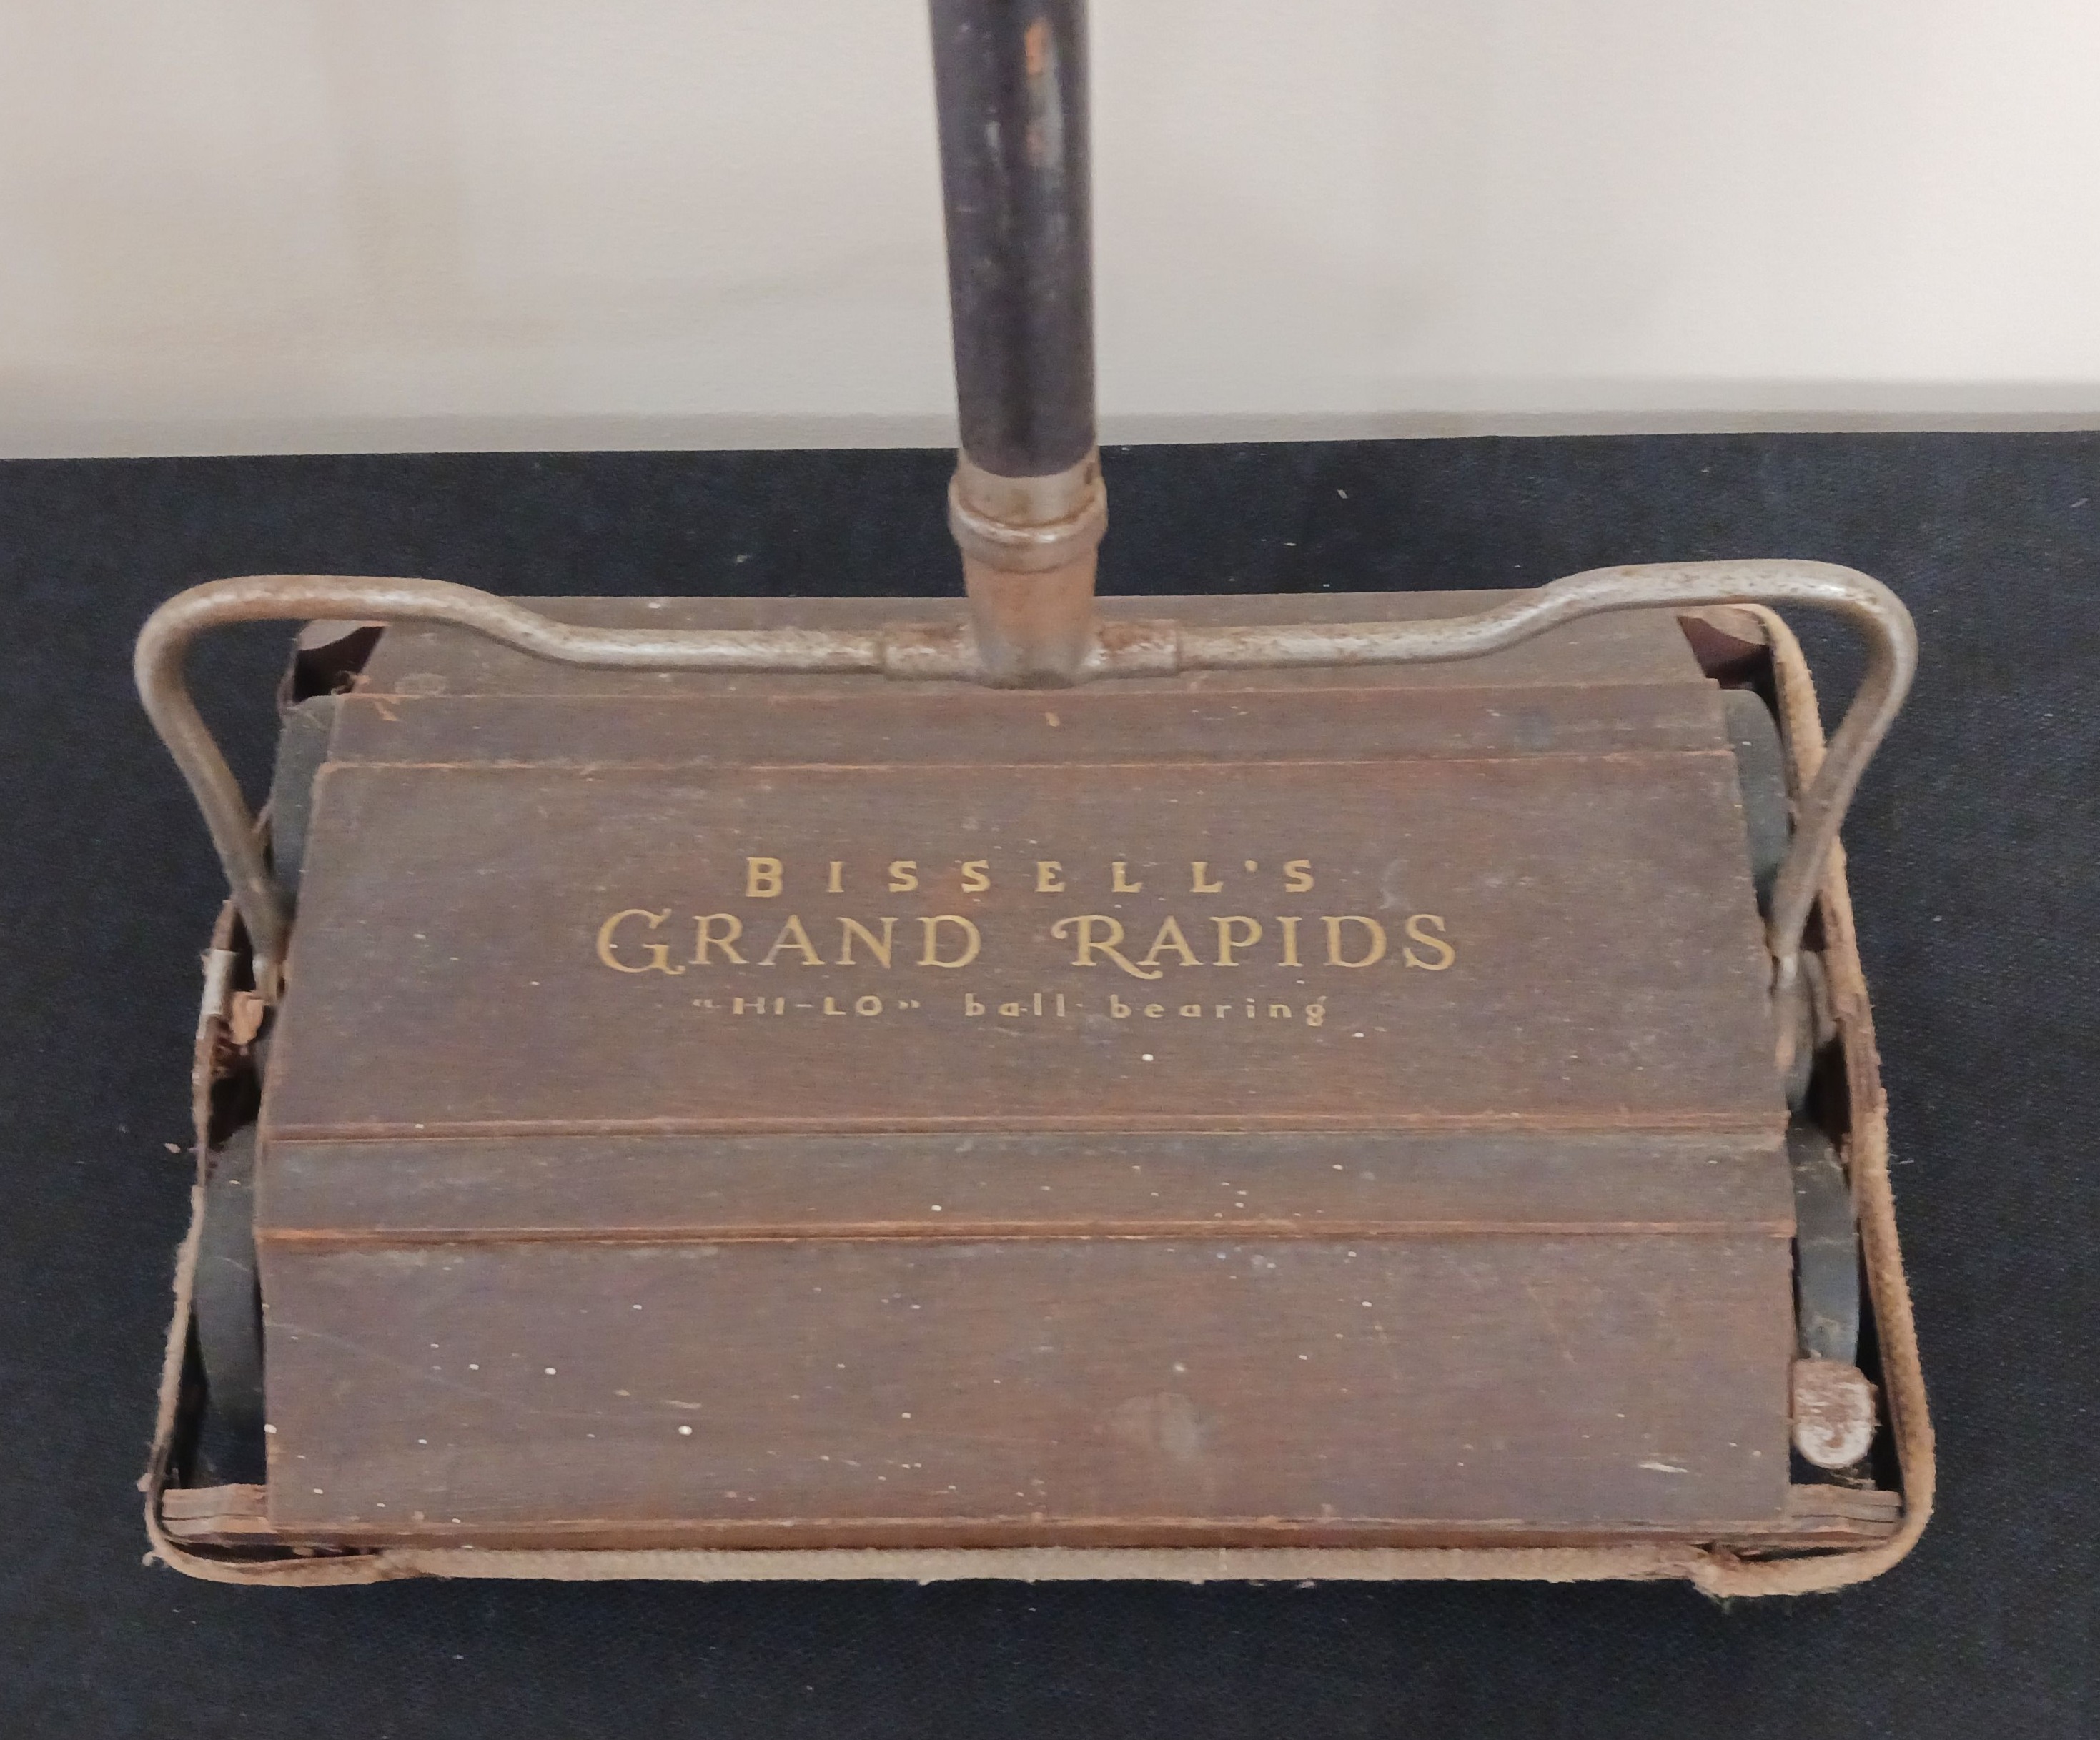 BISSELL'S
GRAND RAPIDS
"HI-LO" ball bearing